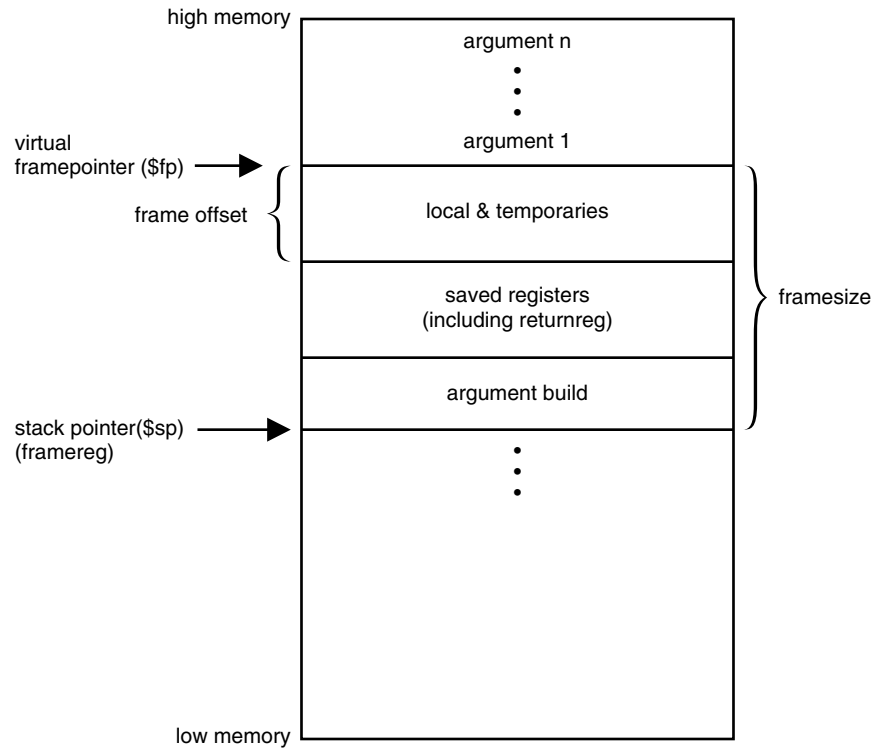 high memory
argument n
argument 1
virtual
framepointer ($fp)
frame offset
local & temporaries
saved registers
(including returnreg)
framesize
argument build
stack pointer($sp)
(framereg)
low memory